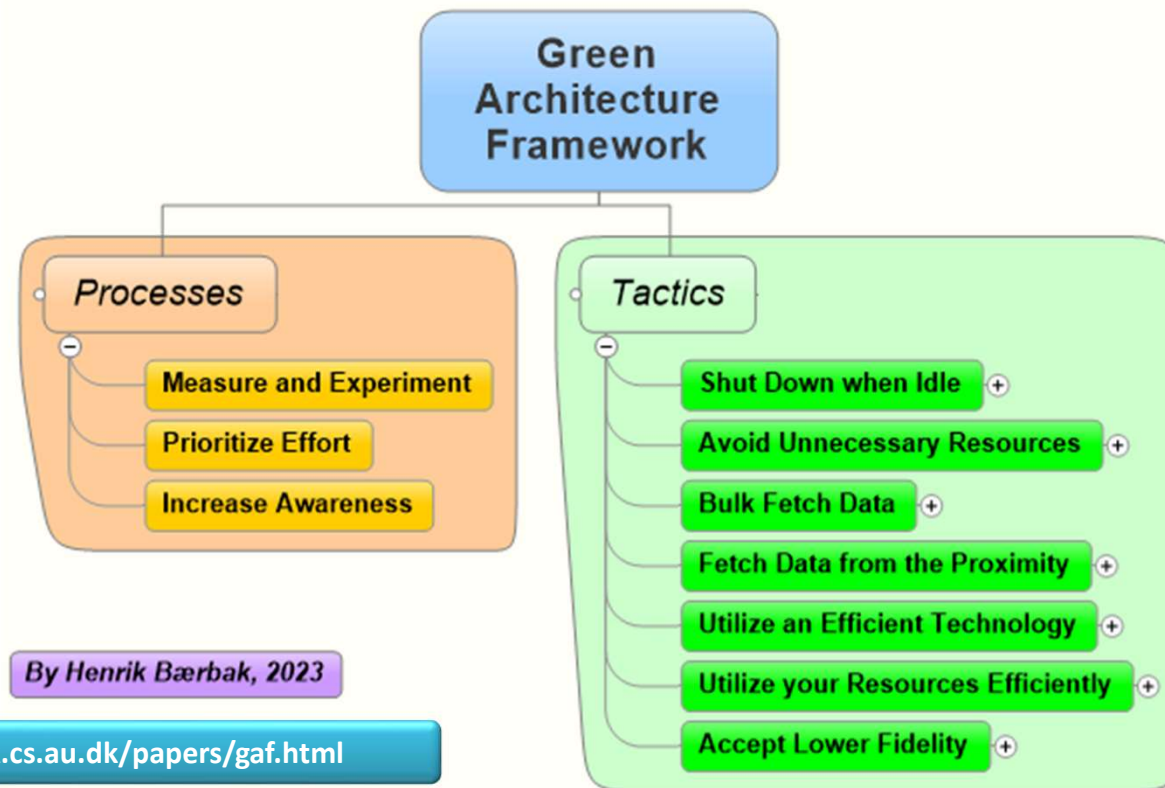 Green
Architecture
Framework
Processes
Measure and Experiment
Prioritize Effort
Increase Awareness
Tactics
Shut Down when Idle
Avoid Unnecessary Resources
Bulk Fetch Data
Fetch Data from the Proximity
Utilize an Efficient Technology
Utilize your Resources Efficiently
Accept Lower Fidelity
By Henrik Bærbak, 2023
.cs.au.dk/papers/gaf.html